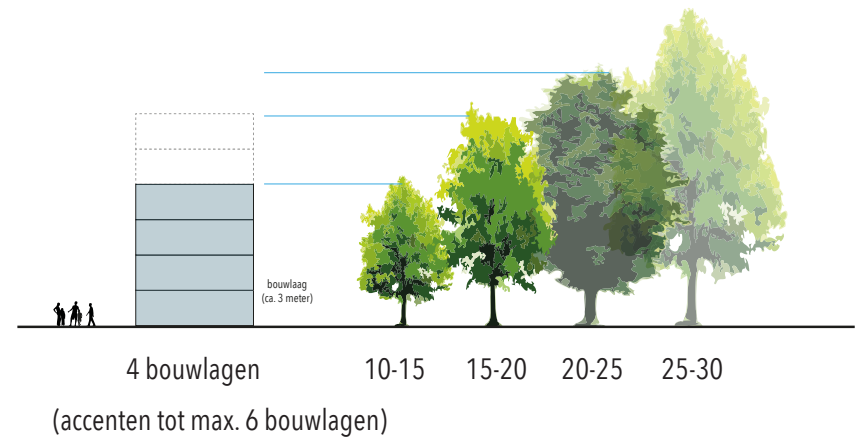 bouwlaag
(ca. 3 meter)
4 bouwlagen 10-15 15-20 20-25 25-30
(accenten tot max. 6 bouwlagen)